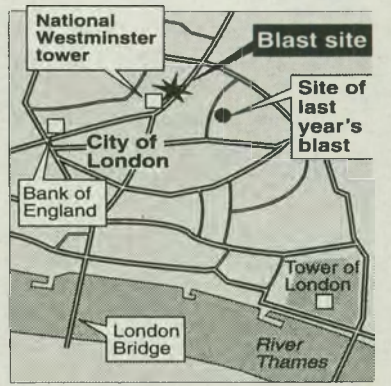 National
Westminster
tower
Blast site
Site of
last
year's
blast
City of
London
Bank of
England
Tower of
London
London
Bridge
River
Thames